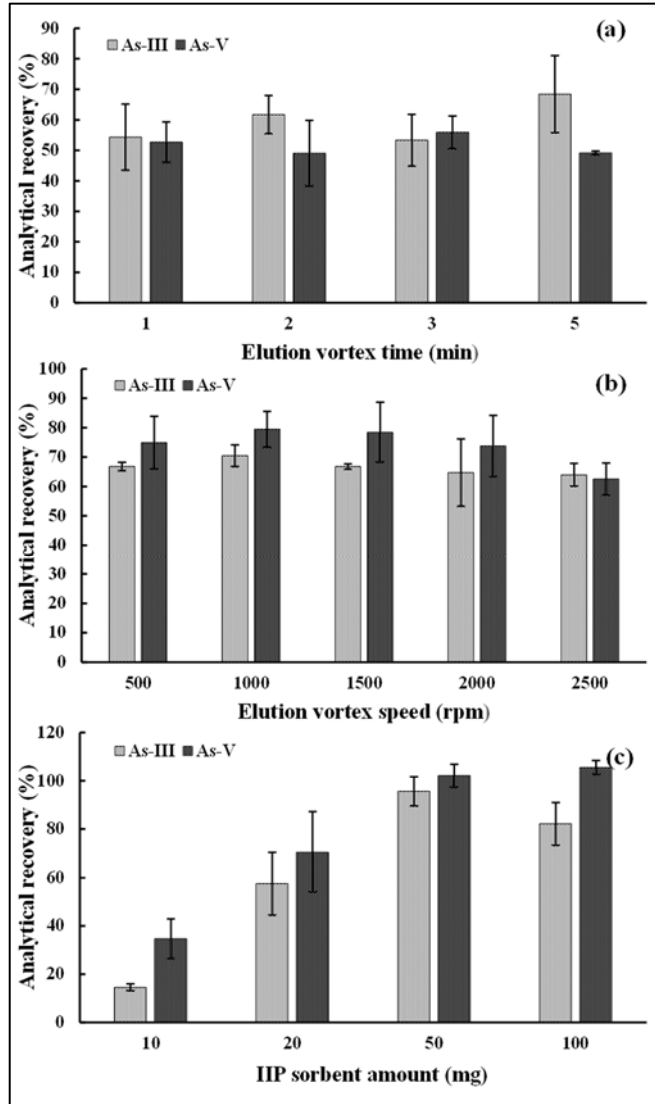 (a)
As-III As-V
Analytical recovery (%)
90
80
70
60
50
40
30
20
10
0
1 2 3 5
Elution vortex time (min)
(b)
As-III As-V
Analytical recovery (%)
100
90
80
70
60
50
40
30
20
10
0
500 1000 1500 2000 2500
Elution vortex speed (rpm)
(c)
As-III As-V
Analytical recovery (%)
120
100
80
60
40
20
0
10 20 50 100
IIP sorbent amount (mg)